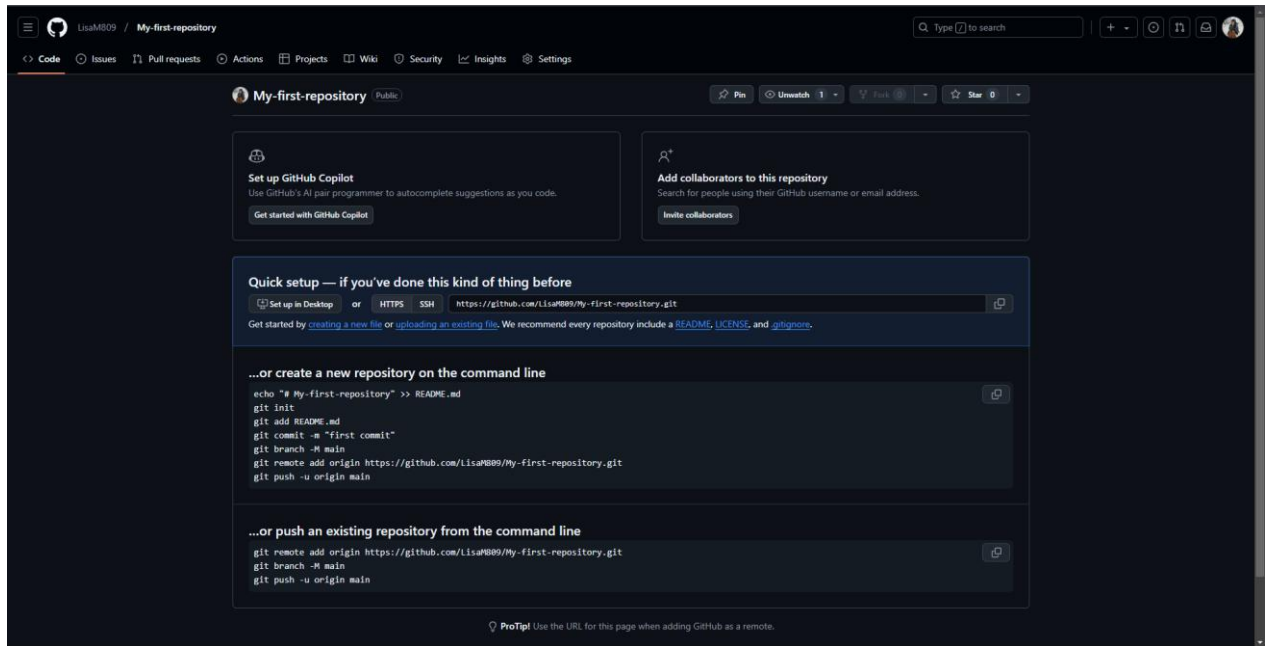 LisaM809 / My-first-repository
Type / to search
Code Issues Pull requests Actions Projects Wiki Security Insights Settings
My-first-repository Public
Pin Unwatch 1 Fork 0 Star 0
Set up GitHub Copilot
Use GitHub's AI pair programmer to autocomplete suggestions as you code.
Get started with GitHub Copilot
Add collaborators to this repository
Search for people using their GitHub username or email address.
Invite collaborators
Quick setup — if you've done this kind of thing before
Set up in Desktop or HTTPS SSH https://github.com/LisaM809/My-first-repository.git
Get started by creating a new file or uploading an existing file. We recommend every repository include a README, LICENSE, and .gitignore.
...or create a new repository on the command line
echo "# My-first-repository" >> README.md
git init
git add README.md
git commit -m "first commit"
git branch -M main
git remote add origin https://github.com/LisaM809/My-first-repository.git
git push -u origin main
...or push an existing repository from the command line
git remote add origin https://github.com/LisaM809/My-first-repository.git
git branch -M main
git push -u origin main
ProTip! Use the URL for this page when adding GitHub as a remote.